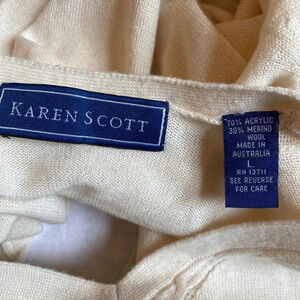 KAREN SCOTT
70% ACRYLIC
30% MERINO
WOOL
MADE IN
AUSTRALIA
L
RN 13711
SEE REVERSE
FOR CARE